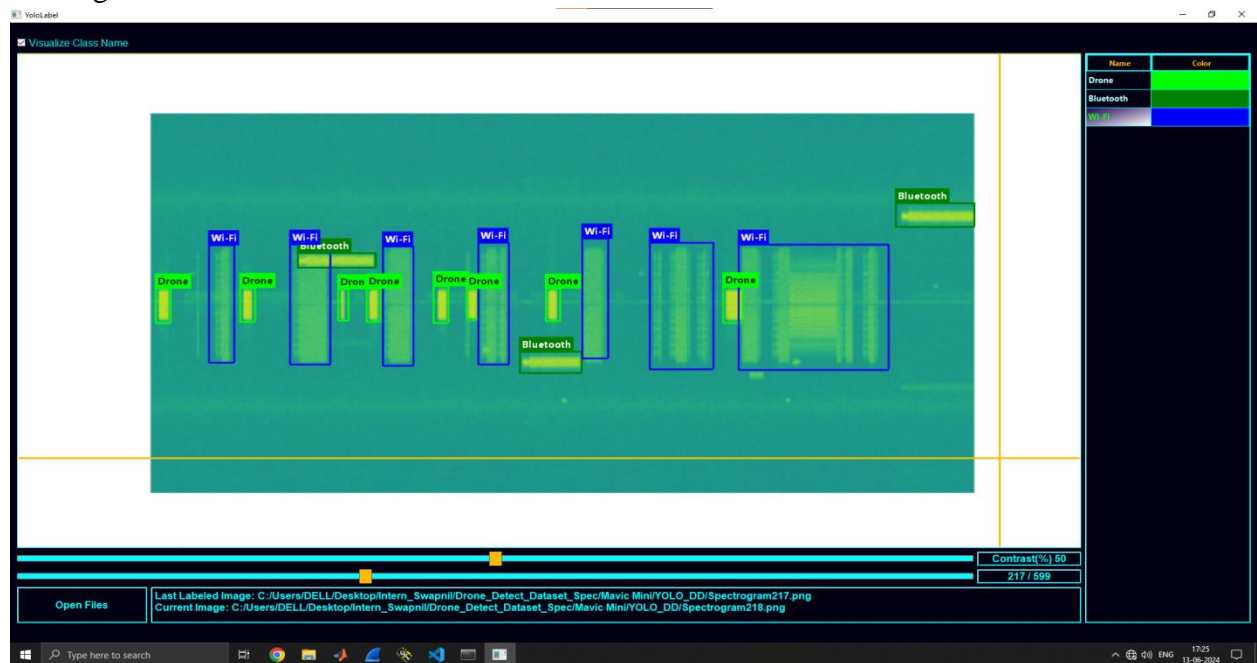 YoloLabel
Visualize Class Name
Name Color
Drone
Bluetooth
Wi-Fi
Bluetooth
Wi-Fi
Wi-Fi
Bluetooth
Wi-Fi
Wi-Fi
Wi-Fi
Wi-Fi
Wi-Fi
Drone
Drone
Dron
Drone
Drone
Drone
Drone
Drone
Bluetooth
Contrast(%) 50
217 / 599
Open Files
Last Labeled Image: C:/Users/DELL/Desktop/Intern_Swapnil/Drone_Detect_Dataset_Spec/Mavic Mini/YOLO_DD/Spectrogram217.png
Current Image: C:/Users/DELL/Desktop/Intern_Swapnil/Drone_Detect_Dataset_Spec/Mavic Mini/YOLO_DD/Spectrogram218.png
Type here to search
ENG
17:25
13-06-2024